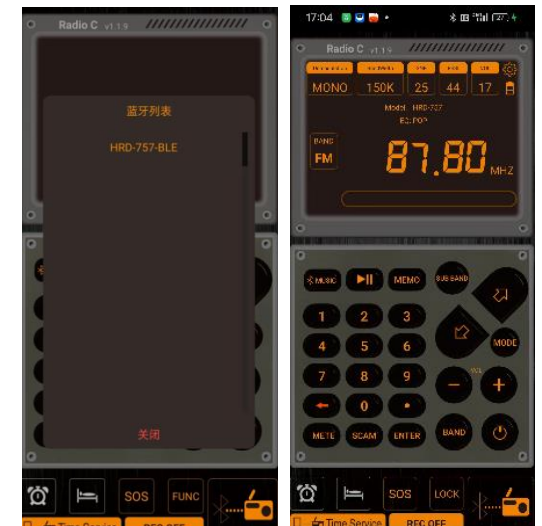 Radio C v1.1.9
蓝牙列表
HRD-757-BLE
关闭
SOS
FUNC
Time Service
REC OFF
17:04
Radio C v1.1.9
MONO
150K
25
44
17
Model : HRD-757
EQ: POP
BAND
FM
87.80
MHZ
MUSIC
MEMO
SUB BAND
1
2
3
4
5
6
MODE
7
8
9
VOL
-
+
0
•
METE
SCAM
ENTER
BAND
SOS
LOCK
Time Service
REC OFF